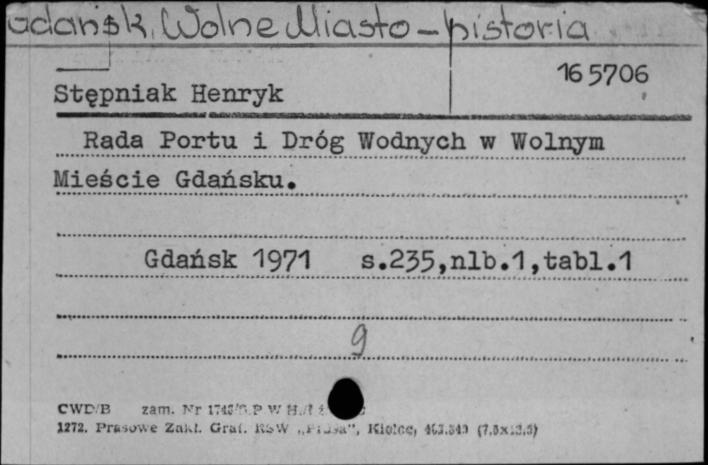 Gdańsk, Wolne Miasto – historia
16 5706
Stępniak Henryk
Rada Portu i Dróg Wodnych w Wolnym
Mieście Gdańsku.
Gdańsk 1971 s.235,nlb.1,tabl.1
9
CWD/B zam. Nr
1272. Prasowe Zakł. Graf. RSW „Prasa”, Kielce,